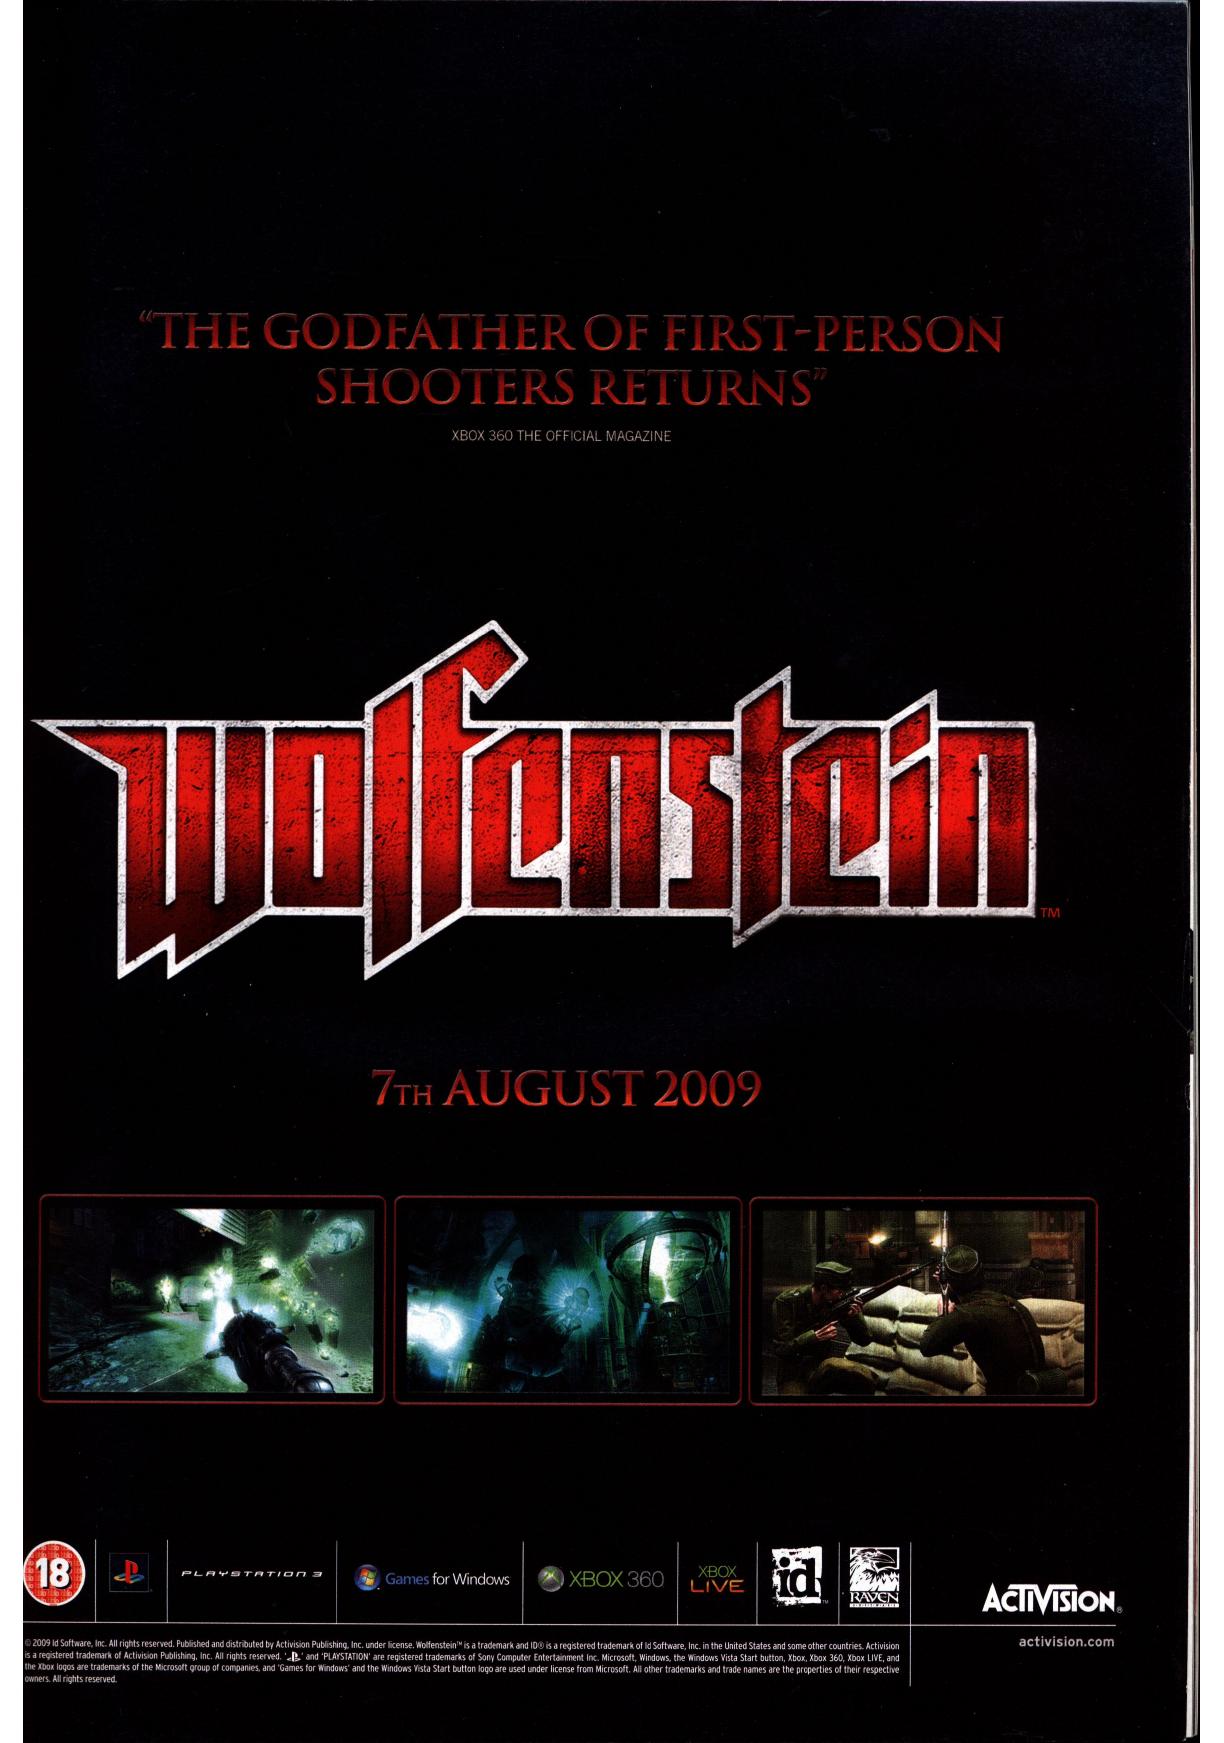 “THE GODFATHER OF FIRST-PERSON
SHOOTERS RETURNS”
XBOX 360 THE OFFICIAL MAGAZINE
Wolfenstein™
7TH AUGUST 2009
18
PLAYSTATION 3
Games for Windows
XBOX 360
XBOX
LIVE
id™
RAVEN
ACTIVISION®
activision.com
© 2009 Id Software, Inc. All rights reserved. Published and distributed by Activision Publishing, Inc. under license. Wolfenstein™ is a trademark and ID® is a registered trademark of Id Software, Inc. in the United States and some other countries. Activision
is a registered trademark of Activision Publishing, Inc. All rights reserved. ‘ ’ and ‘PLAYSTATION’ are registered trademarks of Sony Computer Entertainment Inc. Microsoft, Windows, the Windows Vista Start button, Xbox, Xbox 360, Xbox LIVE, and
the Xbox logos are trademarks of the Microsoft group of companies, and ‘Games for Windows’ and the Windows Vista Start button logo are used under license from Microsoft. All other trademarks and trade names are the properties of their respective
owners. All rights reserved.